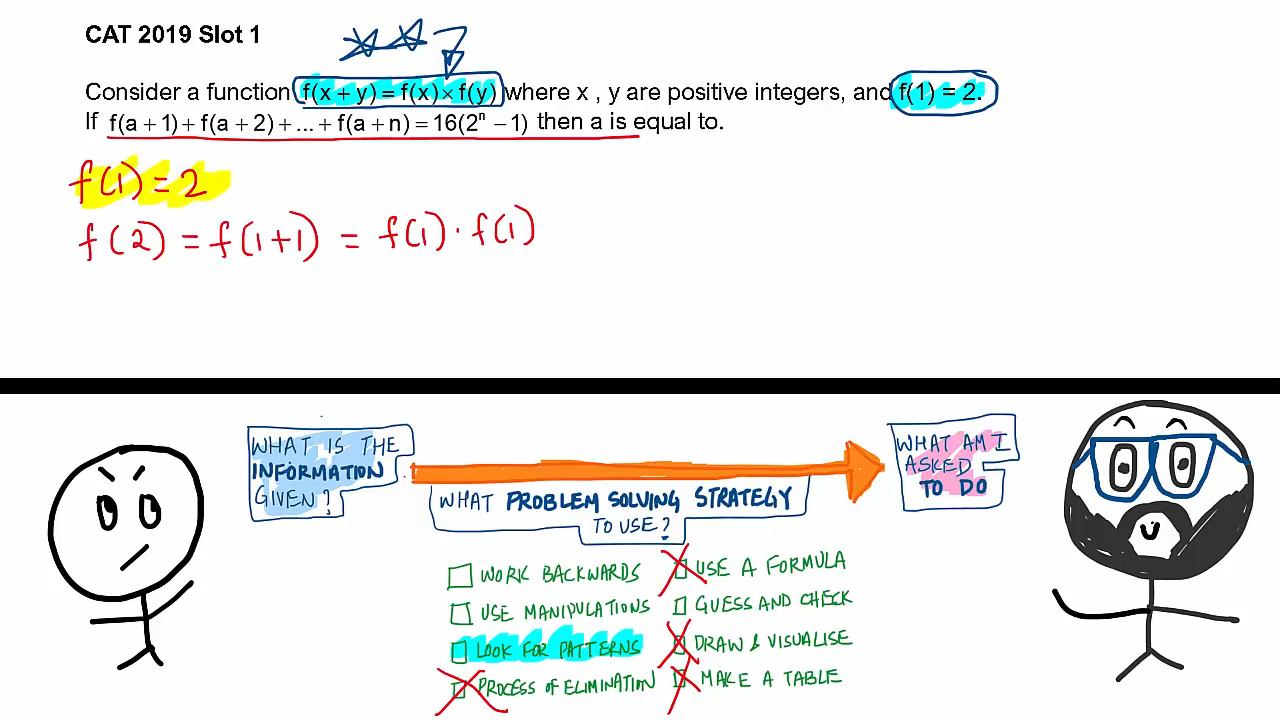 CAT 2019 Slot 1
Consider a function f(x + y) = f(x) × f(y) where x , y are positive integers, and f(1) = 2.
If f(a + 1) + f(a + 2) + ... + f(a + n) = 16(2ⁿ − 1) then a is equal to.
f(1) = 2
f(2) = f(1+1) = f(1) · f(1)
WHAT IS THE
INFORMATION
GIVEN?
WHAT PROBLEM SOLVING STRATEGY
TO USE?
WHAT AM I
ASKED
TO DO
WORK BACKWARDS
USE MANIPULATIONS
LOOK FOR PATTERNS
PROCESS OF ELIMINATION
USE A FORMULA
GUESS AND CHECK
DRAW & VISUALISE
MAKE A TABLE